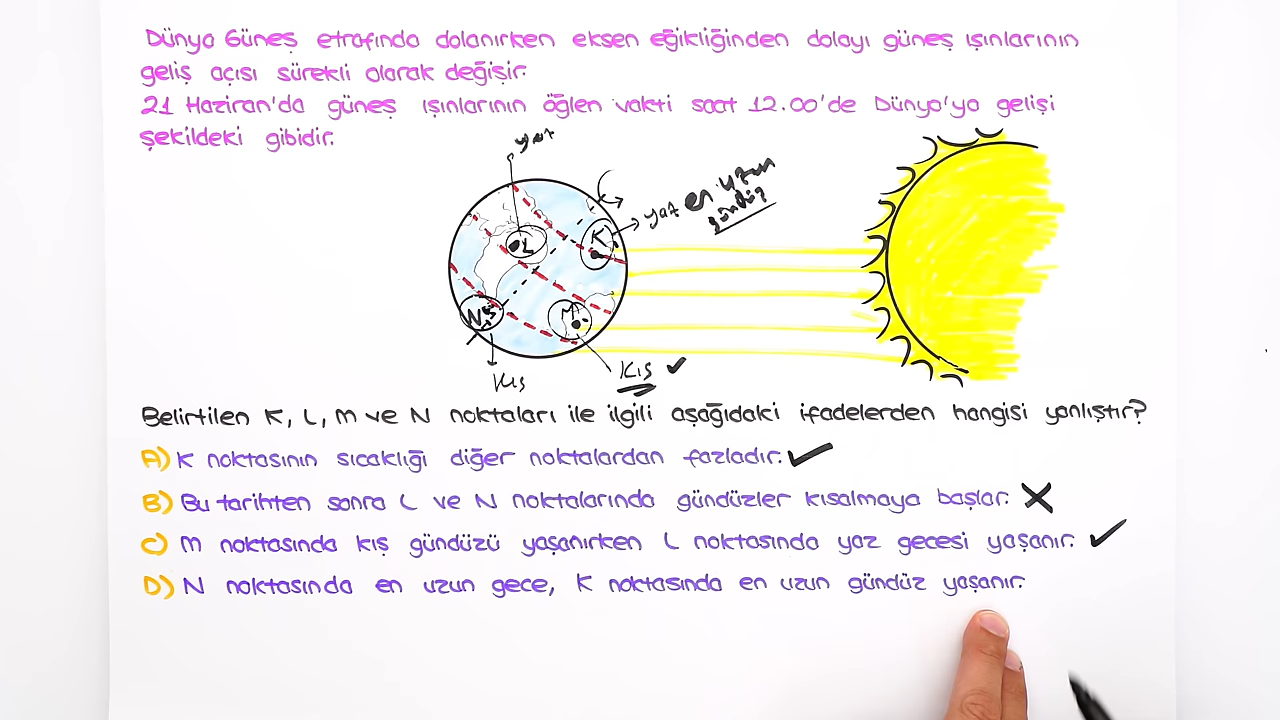 Dünya Güneş etrafında dolanırken eksen eğikliğinden dolayı güneş ışınlarının
geliş açısı sürekli olarak değişir.
21 Haziran'da güneş ışınlarının öğlen vakti saat 12.00'de Dünya'ya gelişi
şekildeki gibidir.
yaz
yaz en uzun
gündüz
K
L
M
N
Kış
Kış
Belirtilen K, L, M ve N noktaları ile ilgili aşağıdaki ifadelerden hangisi yanlıştır?
A) K noktasının sıcaklığı diğer noktalardan fazladır.
B) Bu tarihten sonra L ve N noktalarında gündüzler kısalmaya başlar.
C) M noktasında kış gündüzü yaşanırken L noktasında yaz gecesi yaşanır.
D) N noktasında en uzun gece, K noktasında en uzun gündüz yaşanır.